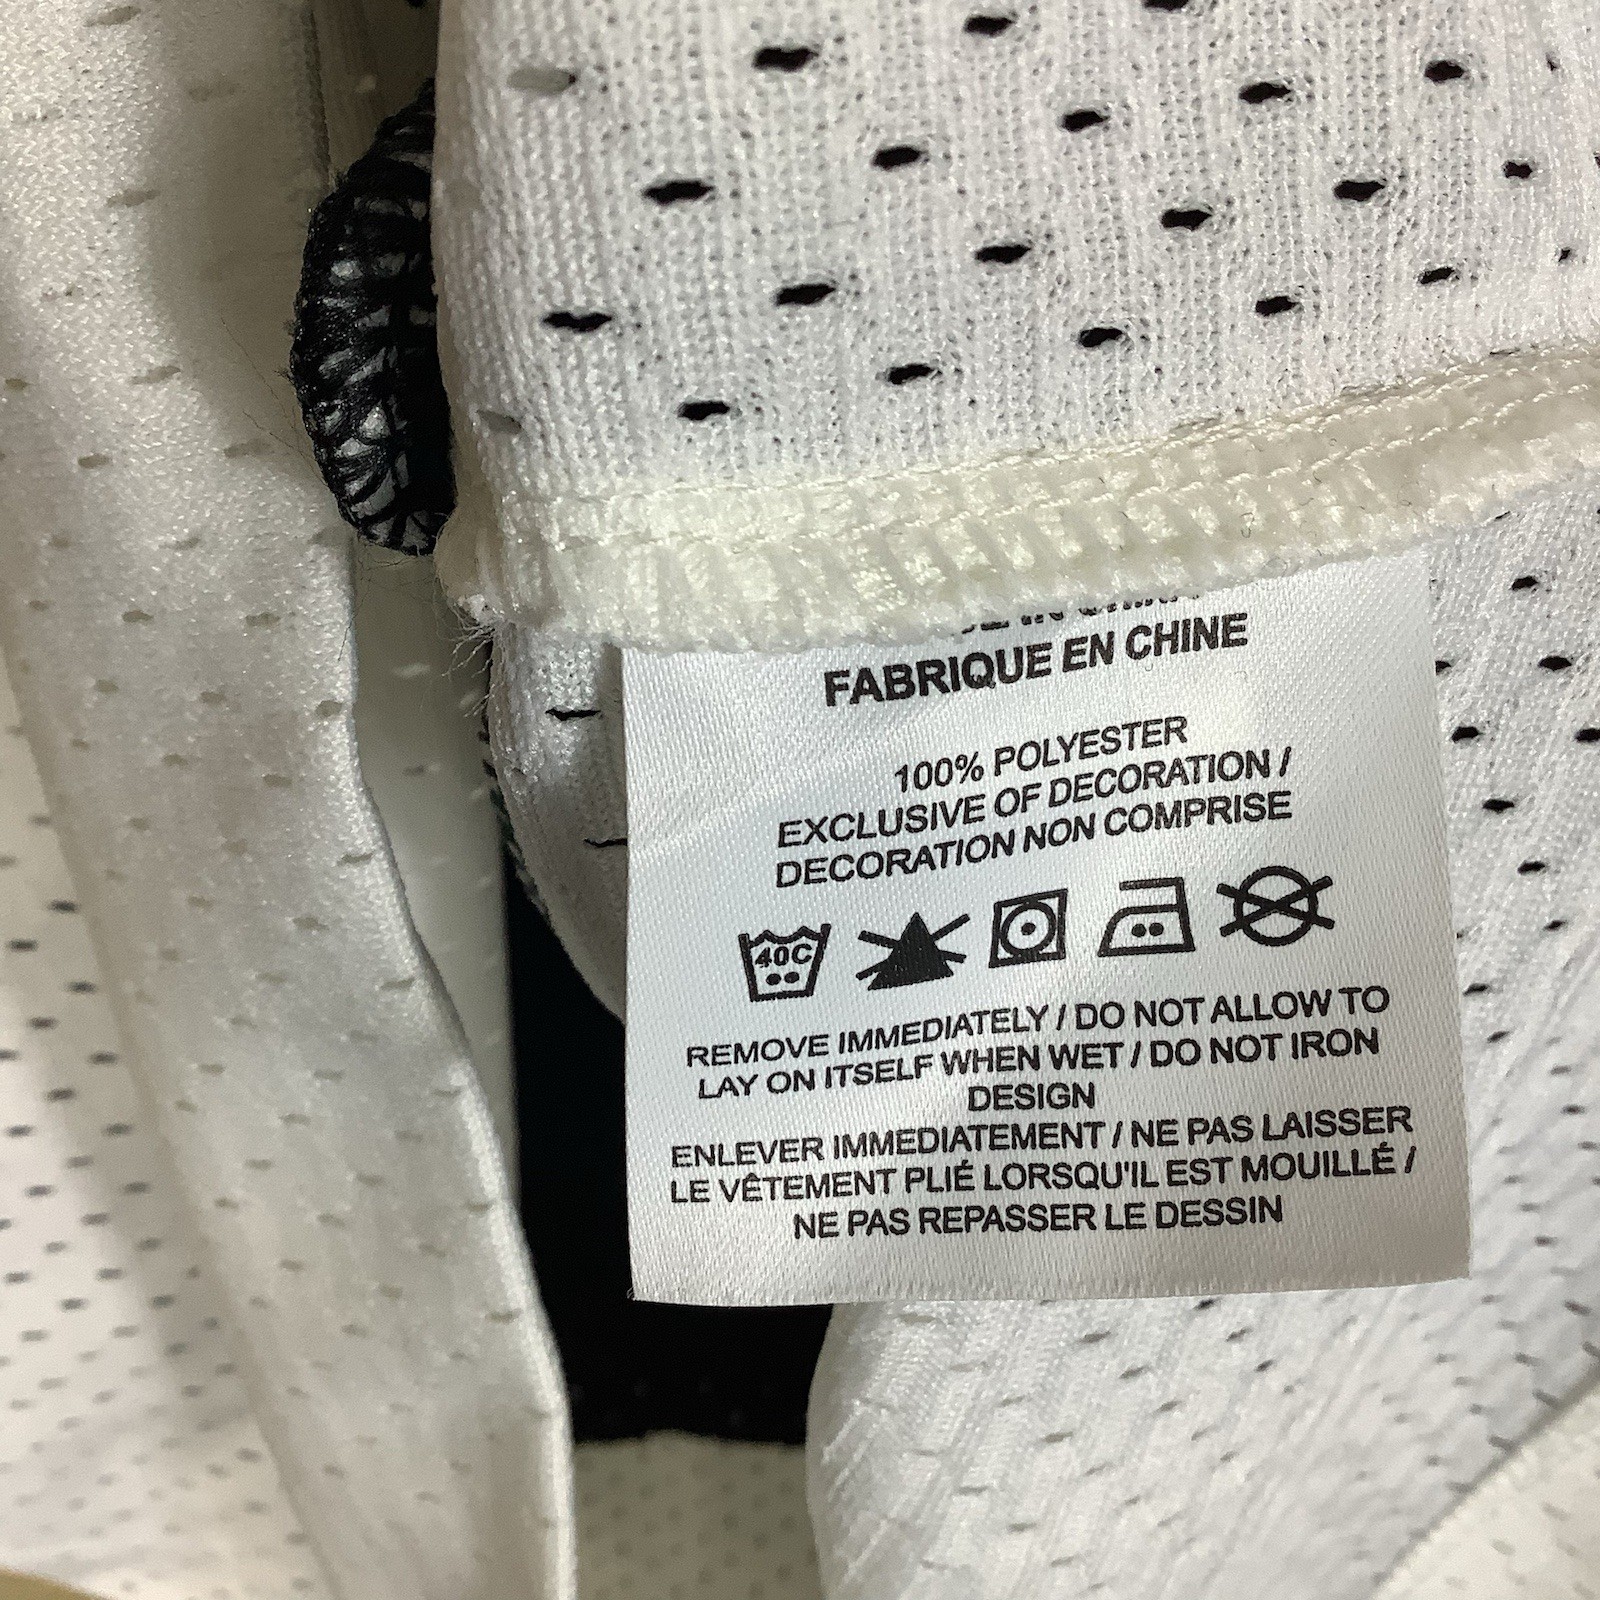 FABRIQUE EN CHINE
100% POLYESTER
EXCLUSIVE OF DECORATION /
DECORATION NON COMPRISE
40C
REMOVE IMMEDIATELY / DO NOT ALLOW TO
LAY ON ITSELF WHEN WET / DO NOT IRON
DESIGN
ENLEVER IMMEDIATEMENT / NE PAS LAISSER
LE VÊTEMENT PLIÉ LORSQU'IL EST MOUILLÉ /
NE PAS REPASSER LE DESSIN